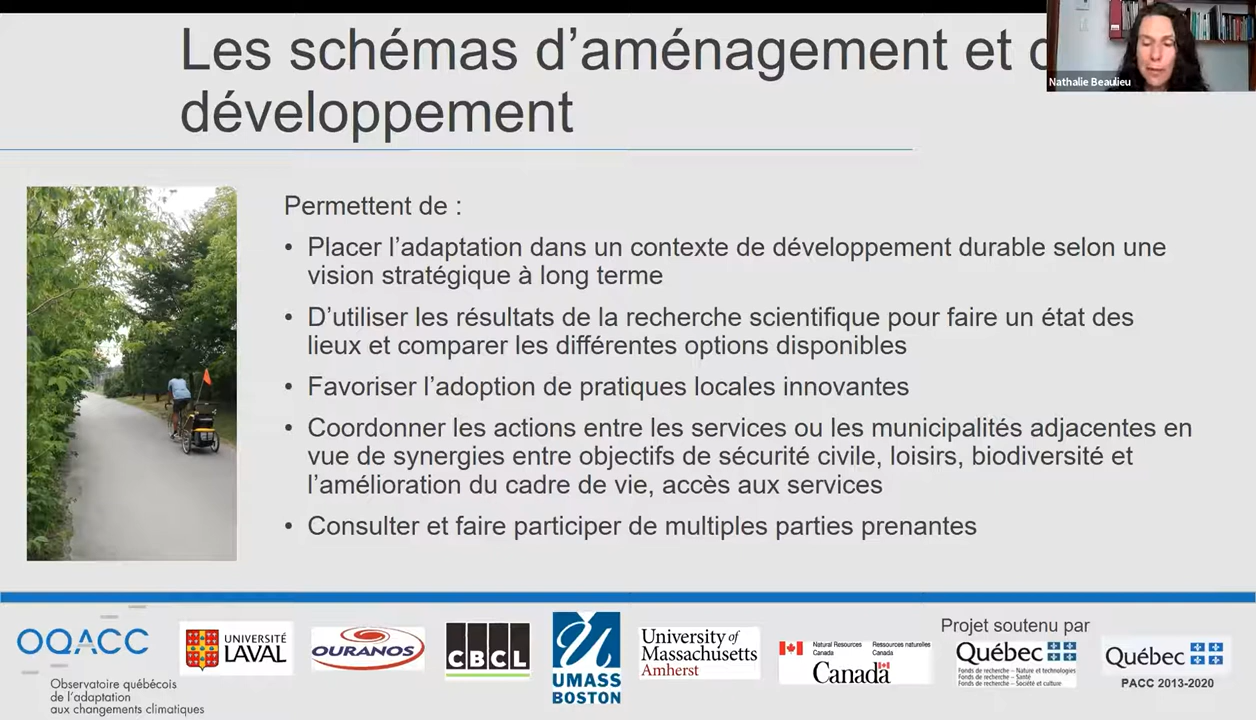 Les schémas d’aménagement et
développement
Nathalie Beaulieu
Permettent de :
• Placer l’adaptation dans un contexte de développement durable selon une
vision stratégique à long terme
• D’utiliser les résultats de la recherche scientifique pour faire un état des
lieux et comparer les différentes options disponibles
• Favoriser l’adoption de pratiques locales innovantes
• Coordonner les actions entre les services ou les municipalités adjacentes en
vue de synergies entre objectifs de sécurité civile, loisirs, biodiversité et
l’amélioration du cadre de vie, accès aux services
• Consulter et faire participer de multiples parties prenantes
OQACC
Observatoire québécois
de l’adaptation
aux changements climatiques
UNIVERSITÉ
LAVAL
OURANOS
CBCL
UMASS
BOSTON
University of
Massachusetts
Amherst
Natural Resources
Canada
Ressources naturelles
Canada
Canada
Projet soutenu par
Québec
Fonds de recherche – Nature et technologies
Fonds de recherche – Santé
Fonds de recherche – Société et culture
Québec
PACC 2013-2020